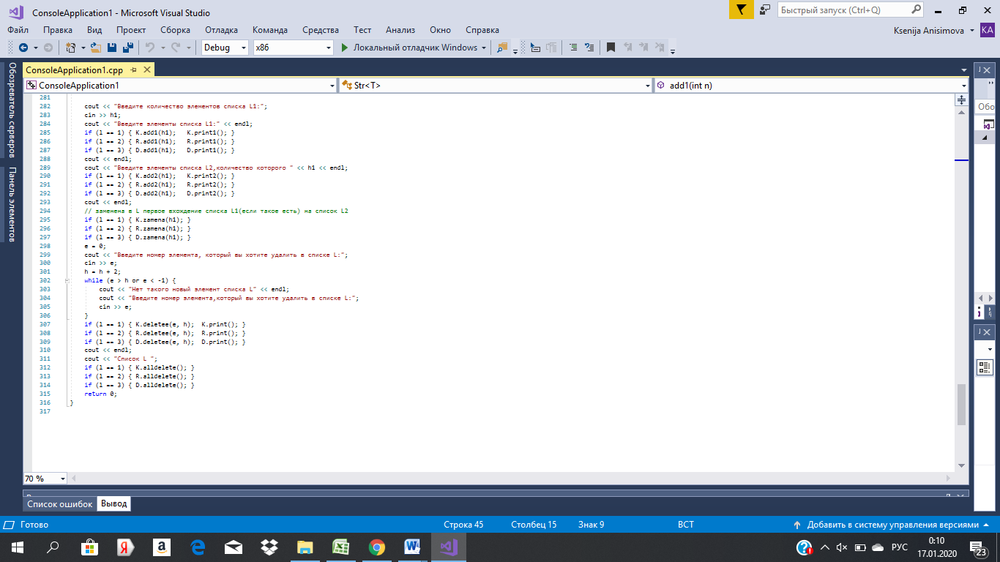 ConsoleApplication1 - Microsoft Visual Studio
Быстрый запуск (Ctrl+Q)
Файл Правка Вид Проект Сборка Отладка Команда Средства Тест Анализ Окно Справка
Ksenija Anisimova KA
Debug x86 Локальный отладчик Windows
Обозреватель серверов
Панель элементов
ConsoleApplication1.cpp
ConsoleApplication1 Str<T> add1(int n)
Обо
281
282 cout << "Введите количество элементов списка L1:";
283 cin >> h1;
284 cout << "Введите элементы списка L1:" << endl;
285 if (l == 1) { K.add1(h1); K.print1(); }
286 if (l == 2) { R.add1(h1); R.print1(); }
287 if (l == 3) { D.add1(h1); D.print1(); }
288 cout << endl;
289 cout << "Введите элементы списка L2,количество которого " << h1 << endl;
290 if (l == 1) { K.add2(h1); K.print2(); }
291 if (l == 2) { R.add2(h1); R.print2(); }
292 if (l == 3) { D.add2(h1); D.print2(); }
293 cout << endl;
294 // заменена в L первое вхождение списка L1(если такое есть) на список L2
295 if (l == 1) { K.zamena(h1); }
296 if (l == 2) { R.zamena(h1); }
297 if (l == 3) { D.zamena(h1); }
298 e = 0;
299 cout << "Введите номер элемента, который вы хотите удалить в списке L:";
300 cin >> e;
301 h = h + 2;
302 while (e > h or e < -1) {
303 cout << "Нет такого новый элемент списка L" << endl;
304 cout << "Введите номер элемента,который вы хотите удалить в списке L:";
305 cin >> e;
306 }
307 if (l == 1) { K.deletee(e, h); K.print(); }
308 if (l == 2) { R.deletee(e, h); R.print(); }
309 if (l == 3) { D.deletee(e, h); D.print(); }
310 cout << endl;
311 cout << "Список L ";
312 if (l == 1) { K.alldelete(); }
313 if (l == 2) { R.alldelete(); }
314 if (l == 3) { D.alldelete(); }
315 return 0;
316 }
317
70 %
Список ошибок Вывод
Готово Строка 45 Столбец 15 Знак 9 ВСТ Добавить в систему управления версиями
РУС
0:10
17.01.2020
23